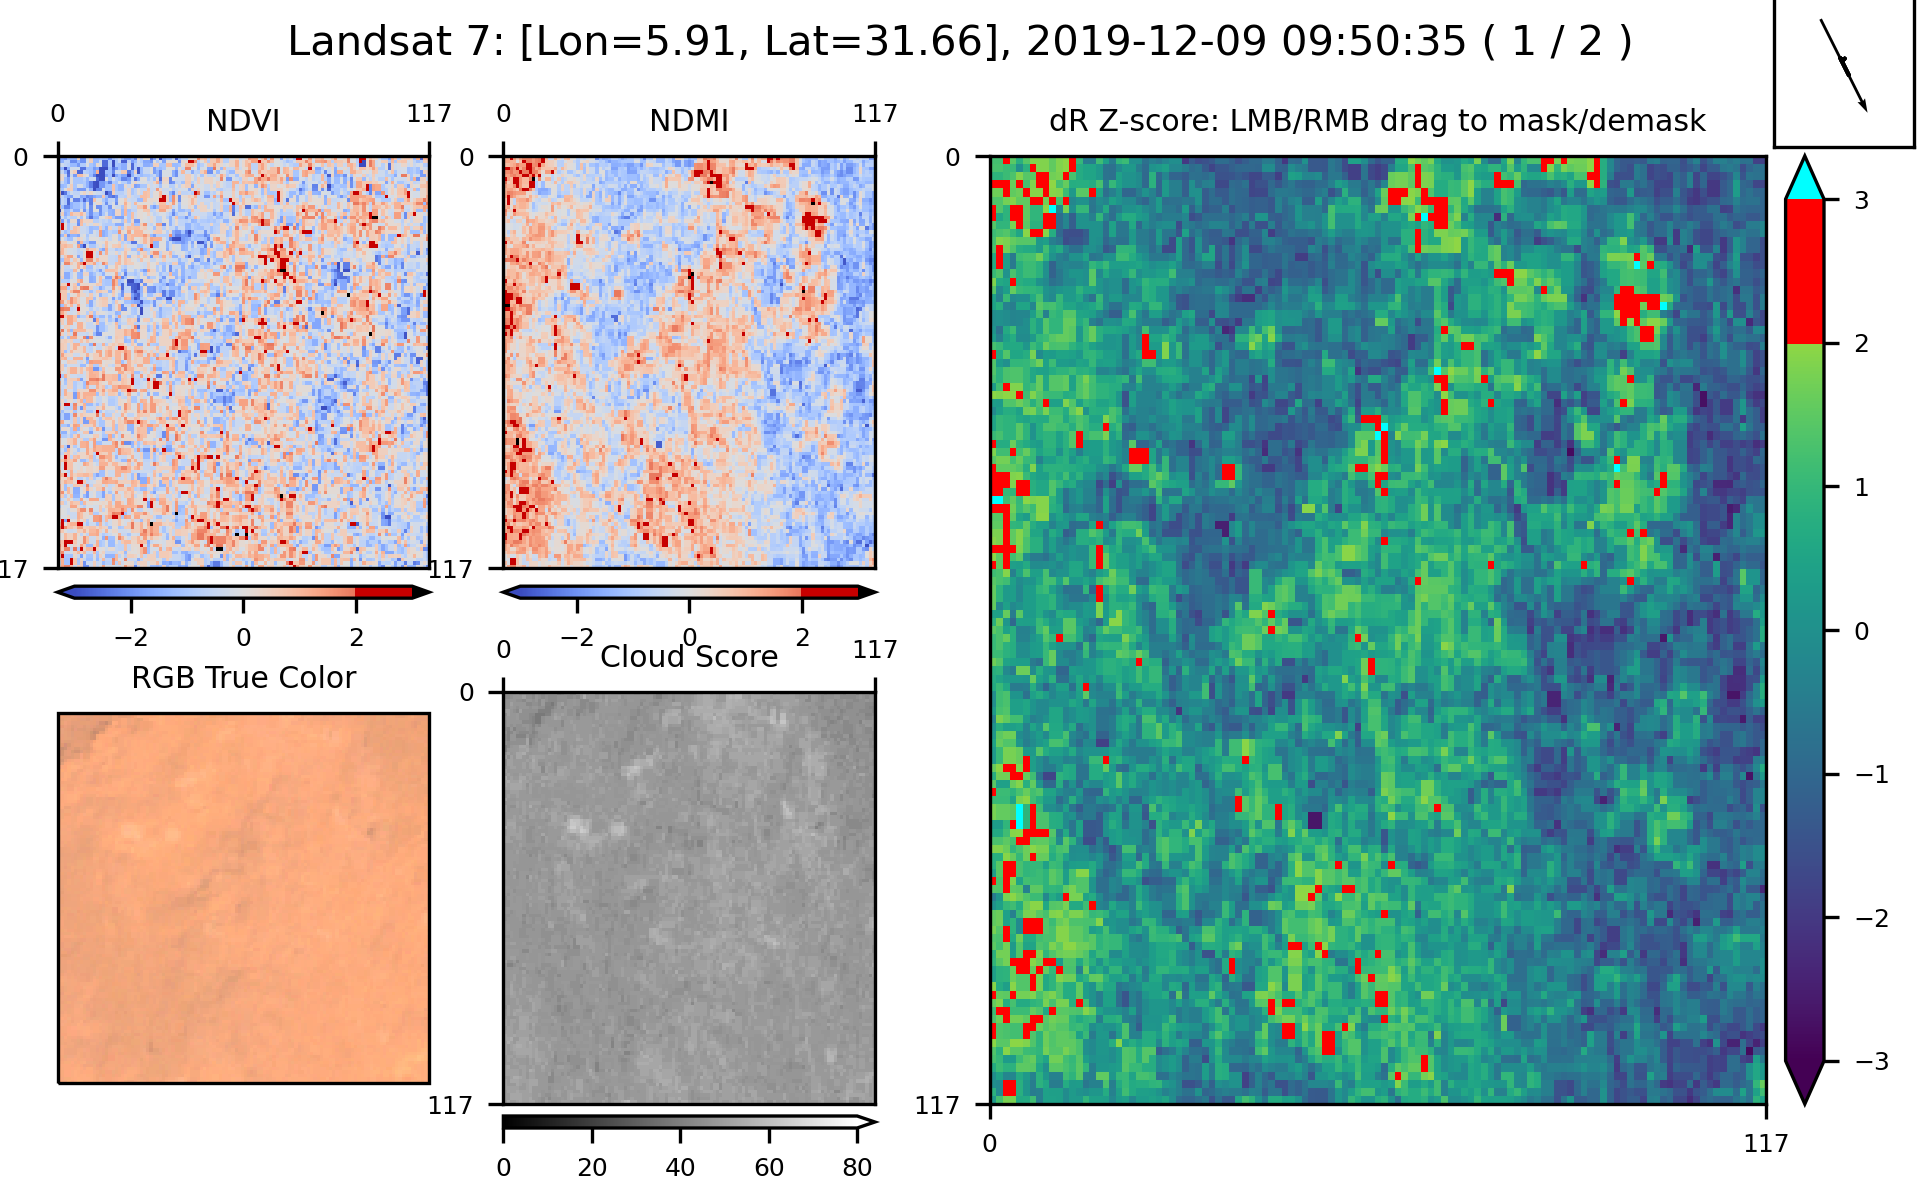 Landsat 7: [Lon=5.91, Lat=31.66], 2019-12-09 09:50:35 ( 1 / 2 )
0 NDVI 117
0
17
−2 0 2
0 NDMI 117
0
117
−2 0 2
dR Z-score: LMB/RMB drag to mask/demask
0
117
0 117
3
2
1
0
−1
−2
−3
RGB True Color
0 Cloud Score 117
0
117
0 20 40 60 80